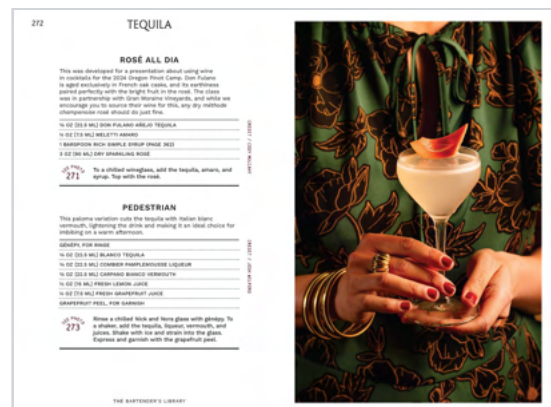 272
TEQUILA
ROSÉ ALL DIA
This was developed for a presentation about using wine
in cocktails for the 2024 Oregon Pinot Camp. Don Fulano
is aged exclusively in French oak casks, and its earthiness
paired perfectly with the bright fruit in the rosé. The class
was in partnership with Gran Moraine Vineyards, and while we
encourage you to source their wine for this, any dry méthode
champenoise rosé should do just fine.
¾ OZ [22.5 ML] DON FULANO AÑEJO TEQUILA
¼ OZ [7.5 ML] MELETTI AMARO
1 BARSPOON RICH SIMPLE SYRUP (PAGE 362)
3 OZ [90 ML] DRY SPARKLING ROSÉ
SEE PHOTO
271
To a chilled wineglass, add the tequila, amaro, and
syrup. Top with the rosé.
PEDESTRIAN
This paloma variation cuts the tequila with Italian blanc
vermouth, lightening the drink and making it an ideal choice for
imbibing on a warm afternoon.
GÉNÉPY, FOR RINSE
¾ OZ [22.5 ML] BLANCO TEQUILA
¾ OZ [22.5 ML] COMBIER PAMPLEMOUSSE LIQUEUR
¾ OZ [22.5 ML] CARPANO BIANCO VERMOUTH
½ OZ [15 ML] FRESH LEMON JUICE
¼ OZ [7.5 ML] FRESH GRAPEFRUIT JUICE
GRAPEFRUIT PEEL, FOR GARNISH
SEE PHOTO
273
Rinse a chilled Nick and Nora glass with génépy. To
a shaker, add the tequila, liqueur, vermouth, and
juices. Shake with ice and strain into the glass.
Express and garnish with the grapefruit peel.
THE BARTENDER'S LIBRARY